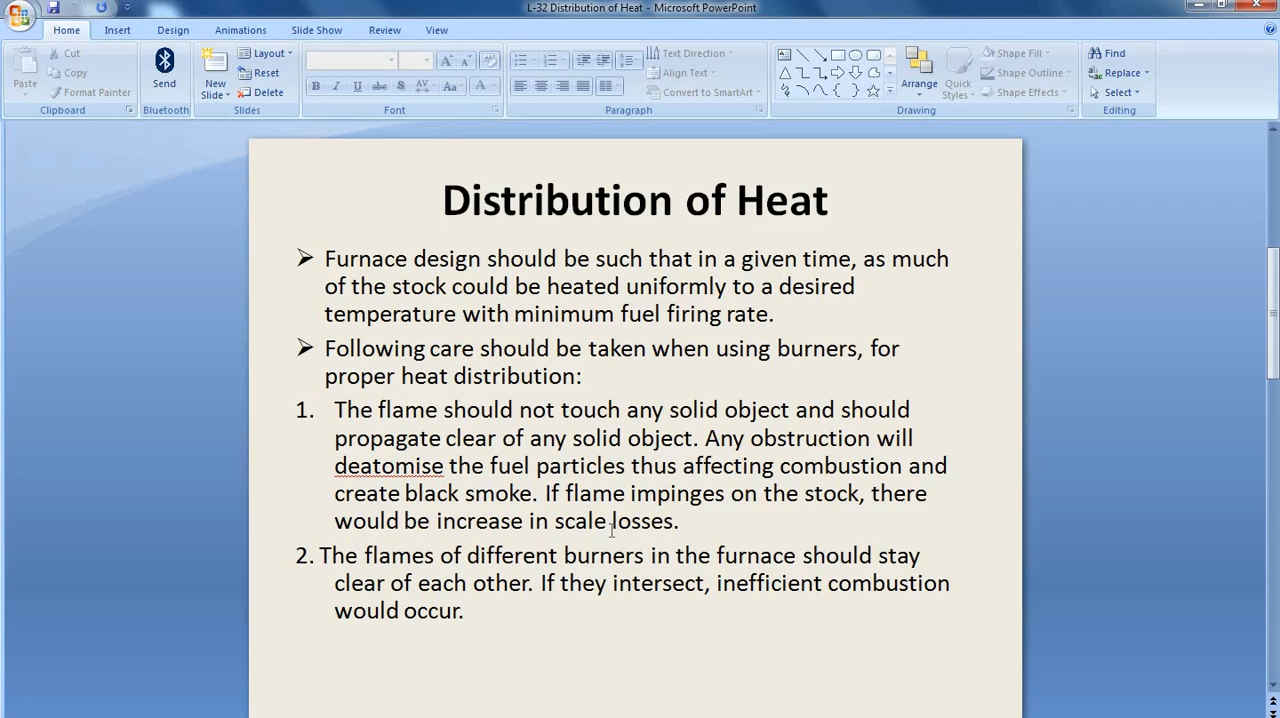 L-32 Distribution of Heat - Microsoft PowerPoint
Home Insert Design Slide Show Animations Review View
Paste
Cut
Copy
Format Painter
Clipboard
Send
Bluetooth
New Slide
Layout
Reset
Delete
Slides
B I U abc S AV Aa A
Font
Text Direction
Align Text
Convert to SmartArt
Paragraph
Arrange
Quick Styles
Shape Fill
Shape Outline
Shape Effects
Drawing
Find
Replace
Select
Editing
Distribution of Heat
Furnace design should be such that in a given time, as much
of the stock could be heated uniformly to a desired
temperature with minimum fuel firing rate.
Following care should be taken when using burners, for
proper heat distribution:
1. The flame should not touch any solid object and should
propagate clear of any solid object. Any obstruction will
deatomise the fuel particles thus affecting combustion and
create black smoke. If flame impinges on the stock, there
would be increase in scale losses.
2. The flames of different burners in the furnace should stay
clear of each other. If they intersect, inefficient combustion
would occur.